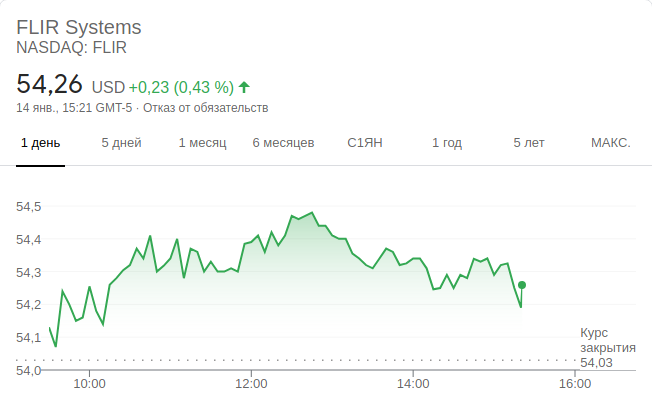 FLIR Systems
NASDAQ: FLIR
54,26 USD +0,23 (0,43 %)
14 янв., 15:21 GMT-5 · Отказ от обязательств
1 день 5 дней 1 месяц 6 месяцев С1ЯН 1 год 5 лет МАКС.
54,5
54,4
54,3
54,2
54,1
54,0
Курс
закрытия
54,03
10:00 12:00 14:00 16:00